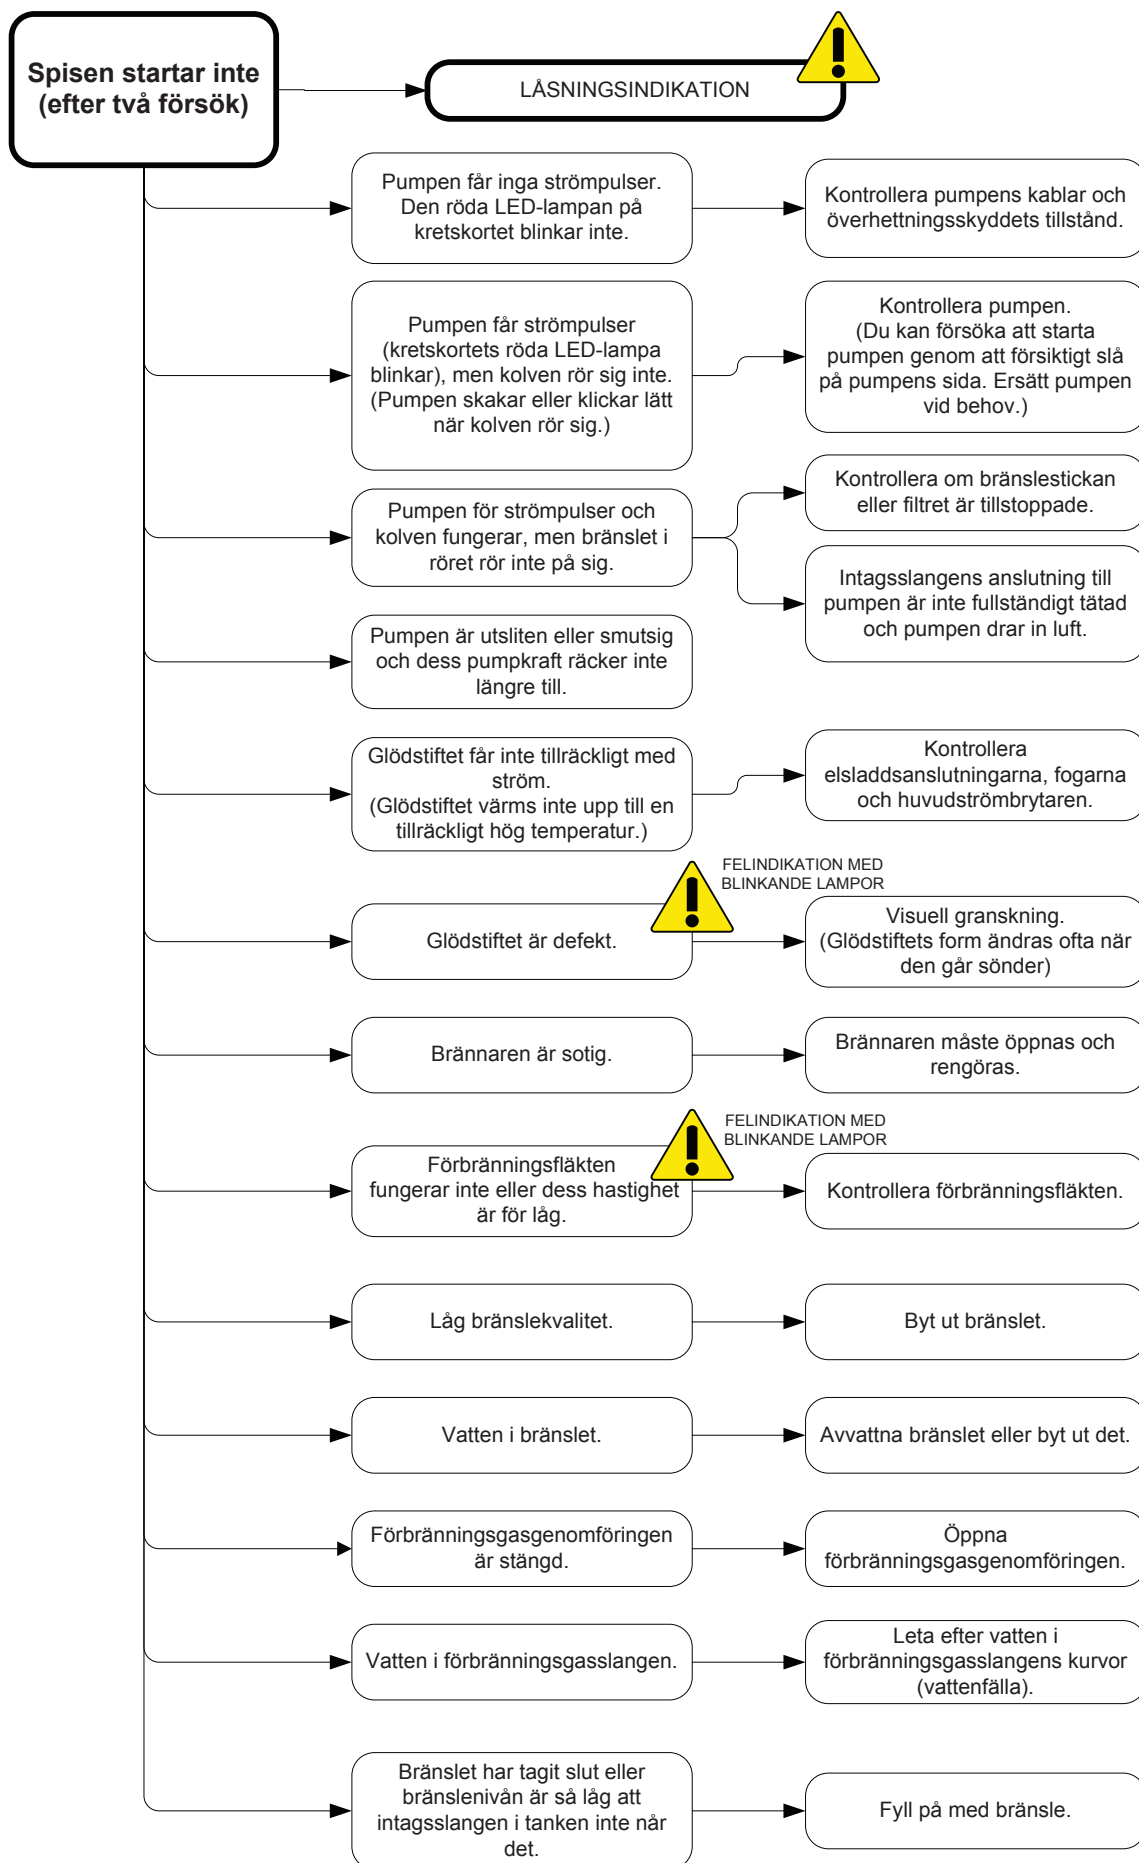 Spisen startar inte
(efter två försök)
LÅSNINGSINDIKATION
Pumpen får inga strömpulser.
Den röda LED-lampan på
kretskortet blinkar inte.
Kontrollera pumpens kablar och
överhettningsskyddets tillstånd.
Pumpen får strömpulser
(kretskortets röda LED-lampa
blinkar), men kolven rör sig inte.
(Pumpen skakar eller klickar lätt
när kolven rör sig.)
Kontrollera pumpen.
(Du kan försöka att starta
pumpen genom att försiktigt slå
på pumpens sida. Ersätt pumpen
vid behov.)
Pumpen för strömpulser och
kolven fungerar, men bränslet i
röret rör inte på sig.
Kontrollera om bränslestickan
eller filtret är tillstoppade.
Intagsslangens anslutning till
pumpen är inte fullständigt tätad
och pumpen drar in luft.
Pumpen är utsliten eller smutsig
och dess pumpkraft räcker inte
längre till.
Glödstiftet får inte tillräckligt med
ström.
(Glödstiftet värms inte upp till en
tillräckligt hög temperatur.)
Kontrollera
elsladdsanslutningarna, fogarna
och huvudströmbrytaren.
FELINDIKATION MED
BLINKANDE LAMPOR
Glödstiftet är defekt.
Visuell granskning.
(Glödstiftets form ändras ofta när
den går sönder)
Brännaren är sotig.
Brännaren måste öppnas och
rengöras.
FELINDIKATION MED
BLINKANDE LAMPOR
Förbränningsfläkten
fungerar inte eller dess hastighet
är för låg.
Kontrollera förbränningsfläkten.
Låg bränslekvalitet.
Byt ut bränslet.
Vatten i bränslet.
Avvattna bränslet eller byt ut det.
Förbränningsgasgenomföringen
är stängd.
Öppna
förbränningsgasgenomföringen.
Vatten i förbränningsgasslangen.
Leta efter vatten i
förbränningsgasslangens kurvor
(vattenfälla).
Bränslet har tagit slut eller
bränslenivån är så låg att
intagsslangen i tanken inte når
det.
Fyll på med bränsle.